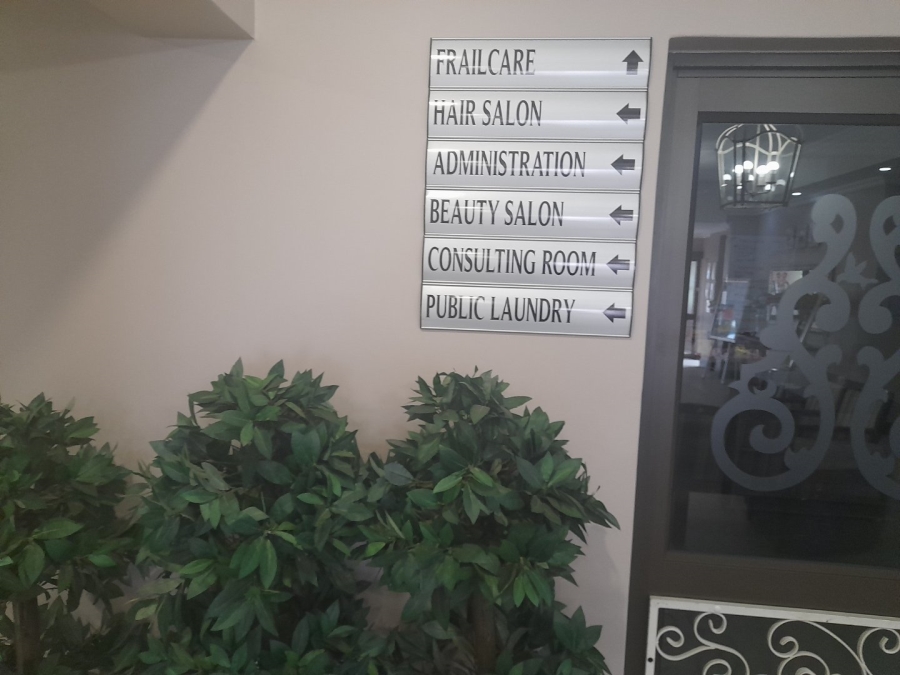 FRAILCARE
HAIR SALON
ADMINISTRATION
BEAUTY SALON
CONSULTING ROOM
PUBLIC LAUNDRY